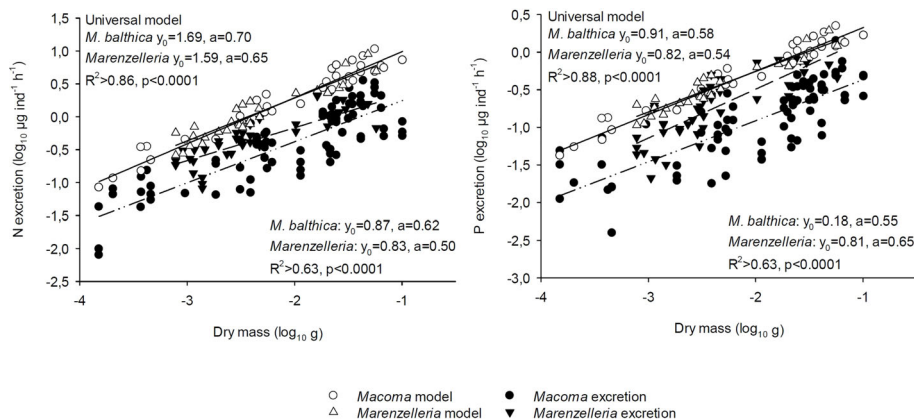 Universal model
M. balthica y0=1.69, a=0.70
Marenzelleria y0=1.59, a=0.65
R2>0.86, p<0.0001
M. balthica: y0=0.87, a=0.62
Marenzelleria: y0=0.83, a=0.50
R2>0.63, p<0.0001
N excretion (log10 µg ind-1 h-1)
1,5
1,0
0,5
0,0
-0,5
-1,0
-1,5
-2,0
-2,5
-4
-3
-2
-1
Dry mass (log10 g)
Universal model
M. balthica y0=0.91, a=0.58
Marenzelleria y0=0.82, a=0.54
R2>0.88, p<0.0001
M. balthica: y0=0.18, a=0.55
Marenzelleria: y0=0.81, a=0.65
R2>0.63, p<0.0001
P excretion (log10 µg ind-1 h-1)
0,5
0,0
-0,5
-1,0
-1,5
-2,0
-2,5
-3,0
-4
-3
-2
-1
Dry mass (log10 g)
Macoma model
Macoma excretion
Marenzelleria model
Marenzelleria excretion